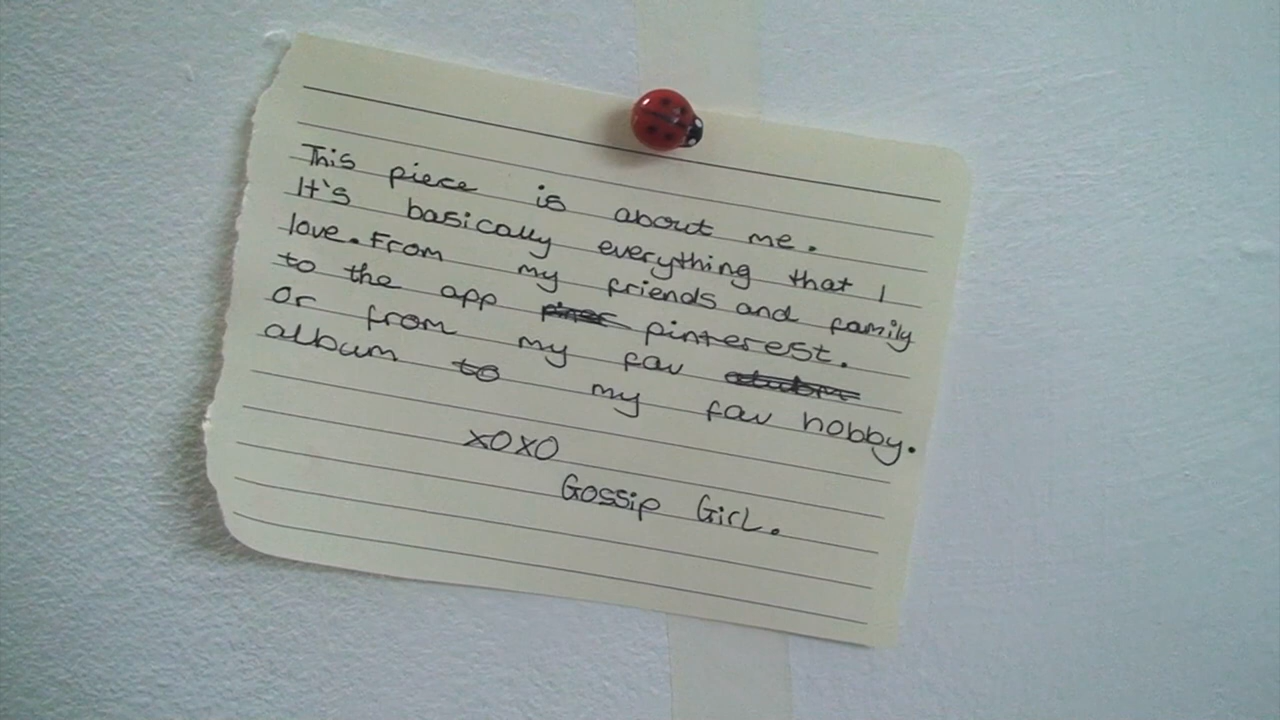 This piece is about me.
It's basically everything that I
love. From my friends and family
to the app pinterest.
Or from my fav
album to my fav hobby.
XOXO
Gossip Girl.